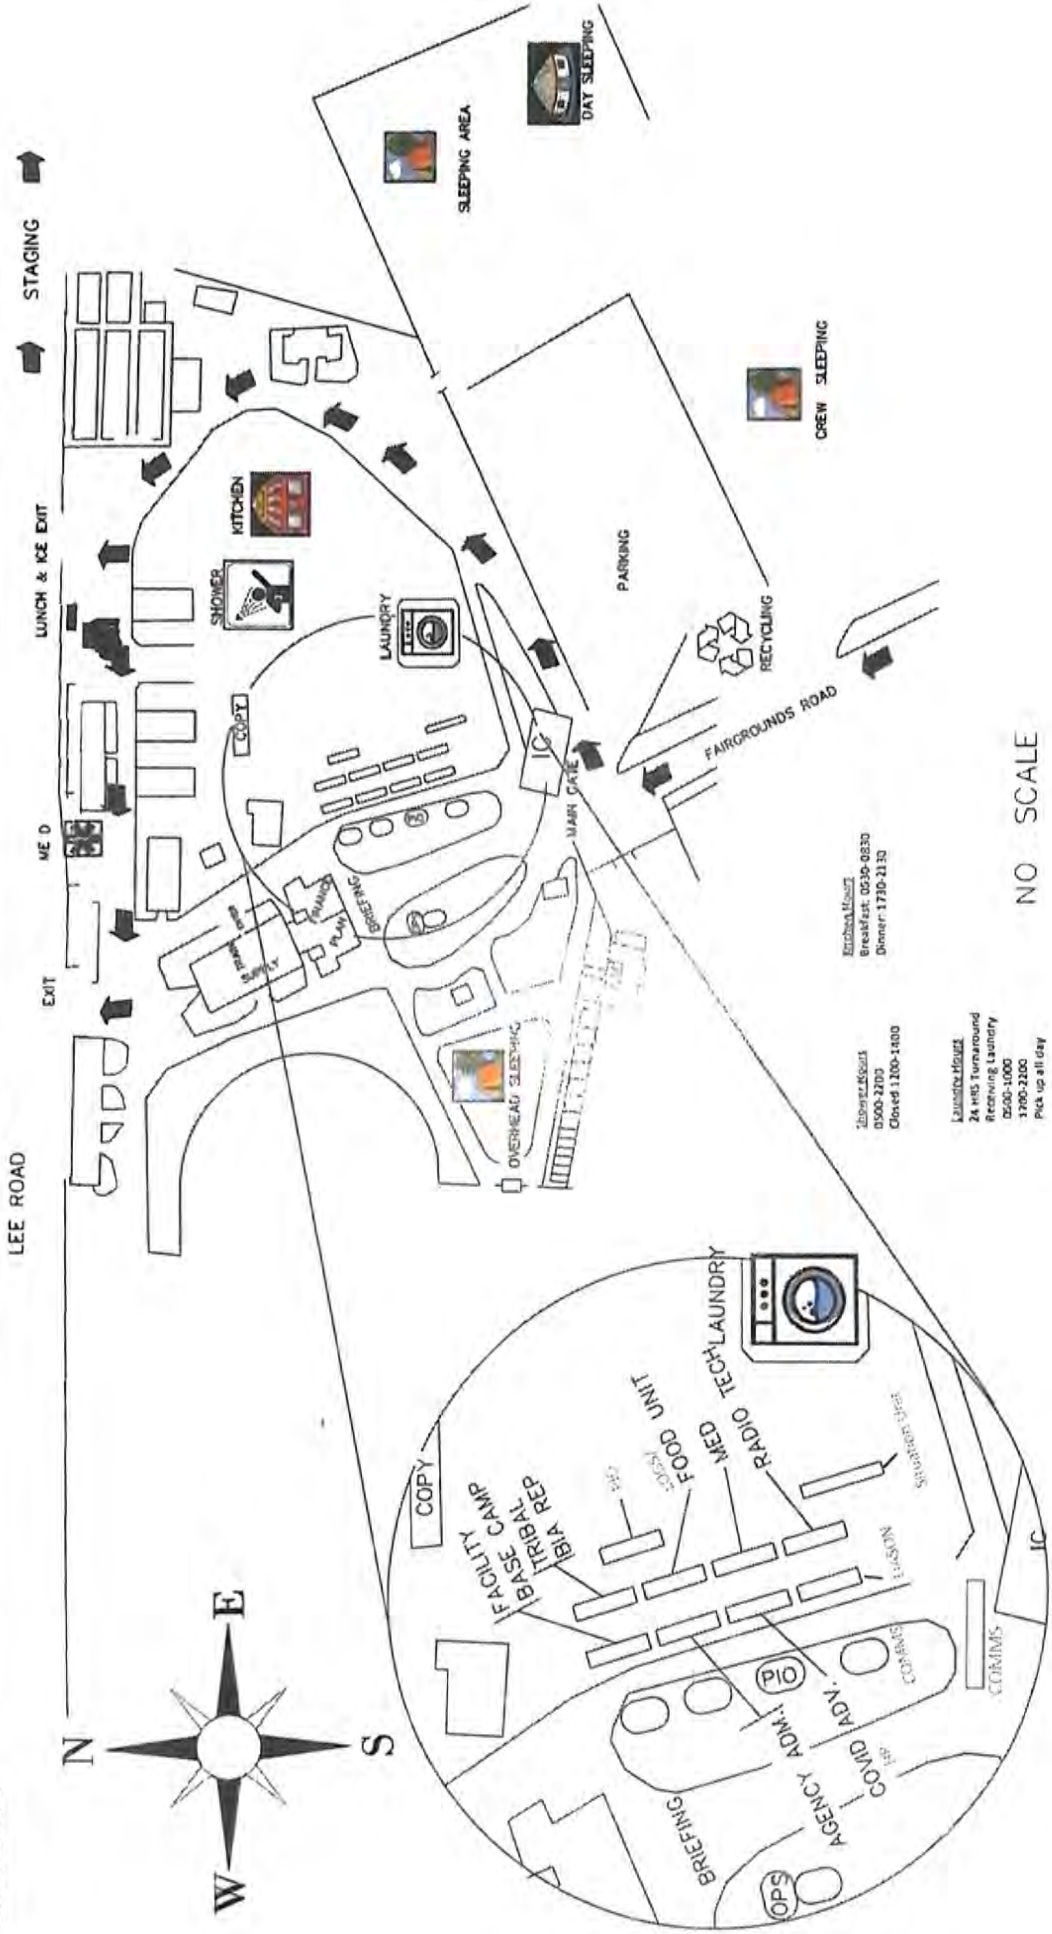 LEE ROAD
EXIT
MED
LUNCH & ICE EXIT
STAGING
N
W
E
S
COPY
SHOWER
KITCHEN
LAUNDRY
SUPPLY
PLAN
BRIEFING
PIO
IC
MAIN GATE
OVERHEAD SLEEPING
SLEEPING AREA
DAY SLEEPING
CREW SLEEPING
PARKING
RECYCLING
FAIRGROUNDS ROAD
COPY
FACILITY
BASE CAMP
TRIBAL
BIA REP
FOOD UNIT
MED
RADIO TECH
LAUNDRY
Situation Unit
LIAISON
COMMS
COMMS
IC
PIO
BRIEFING
AGENCY ADM.
COVID ADV.
OPS
Shower Hours
0500-2200
Closed 1200-1400
Kitchen Hours
Breakfast: 0530-0830
Dinner: 1730-2130
Laundry Hours
24 HRS Turnaround
Receiving Laundry
0500-1000
1700-2200
Pick up all day
NO SCALE